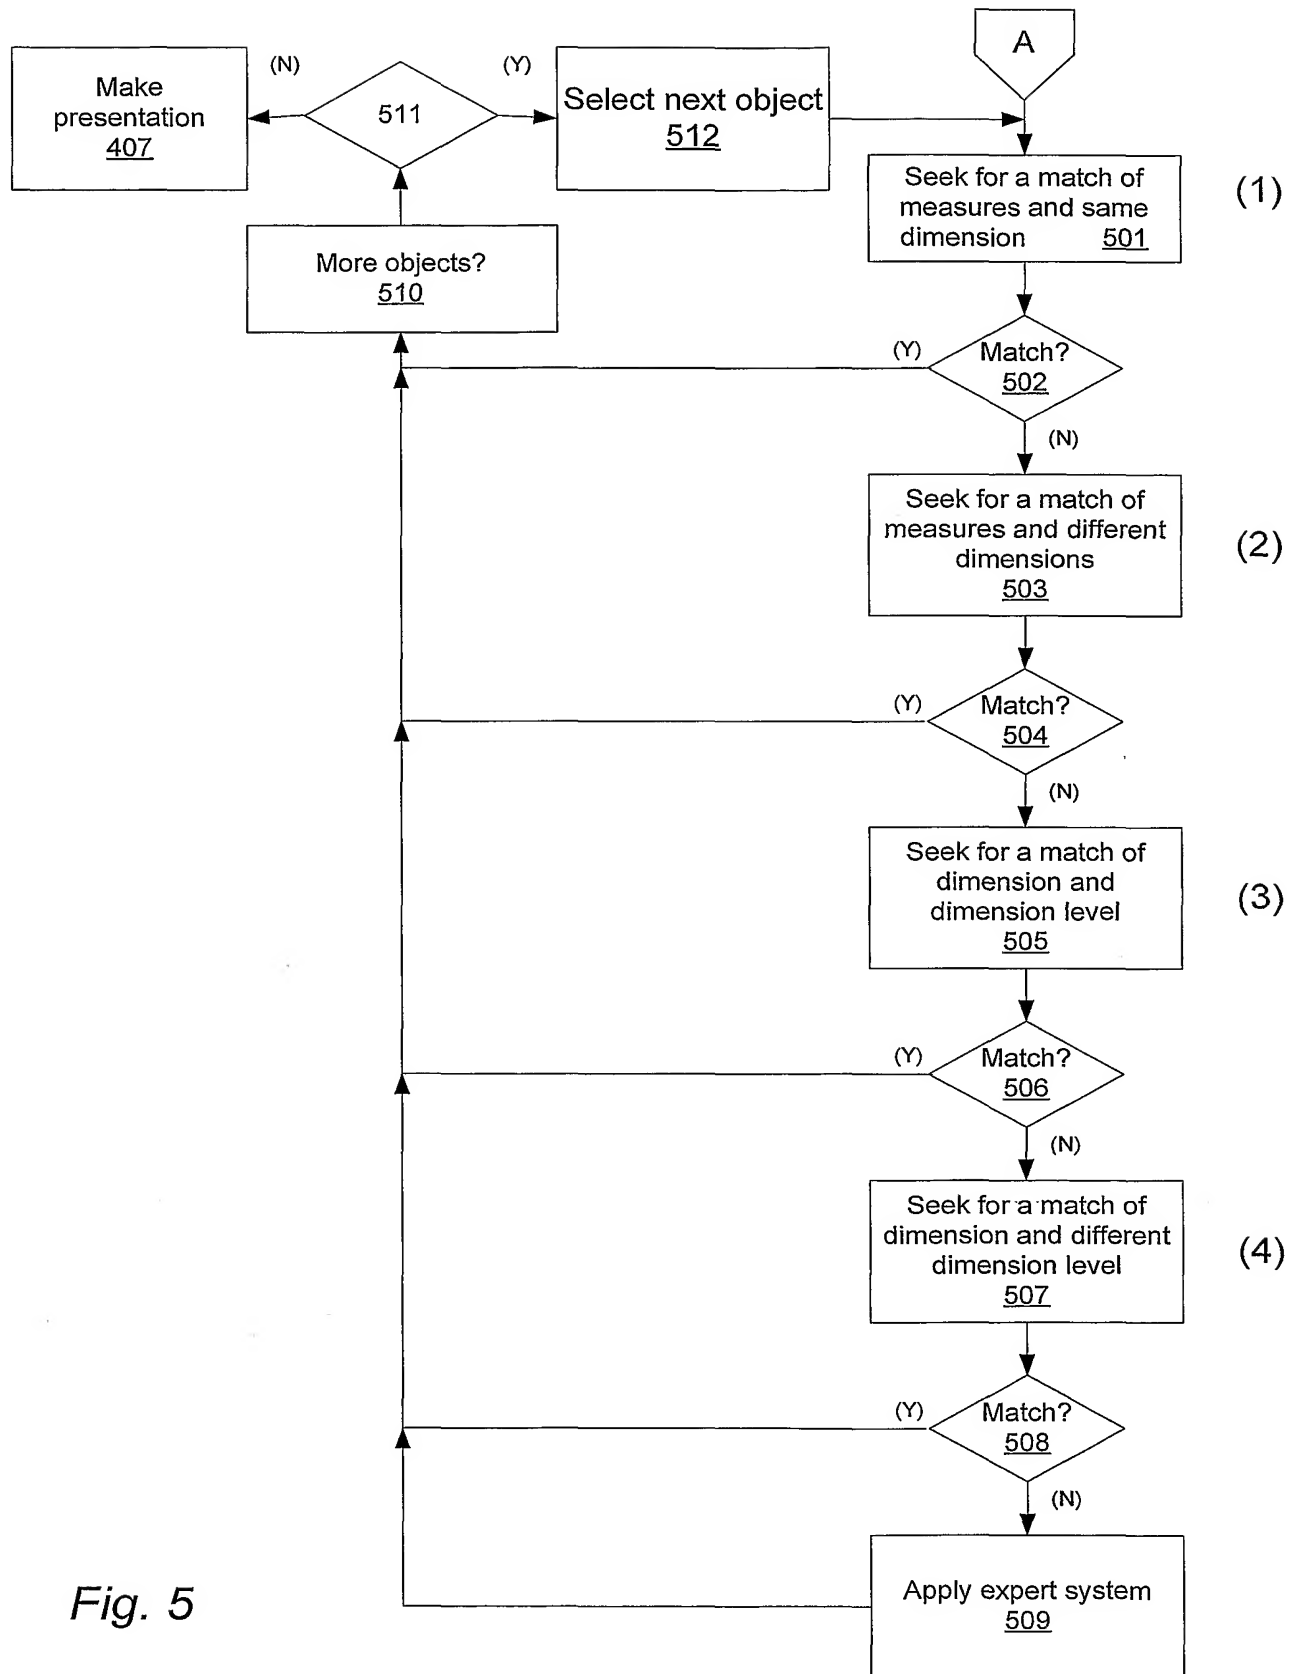 A
Make
presentation
407
(N)
511
(Y)
Select next object
512
Seek for a match of
measures and same
dimension 501
(1)
More objects?
510
(Y)
Match?
502
(N)
Seek for a match of
measures and different
dimensions
503
(2)
(Y)
Match?
504
(N)
Seek for a match of
dimension and
dimension level
505
(3)
(Y)
Match?
506
(N)
Seek for a match of
dimension and different
dimension level
507
(4)
(Y)
Match?
508
(N)
Apply expert system
509
Fig. 5